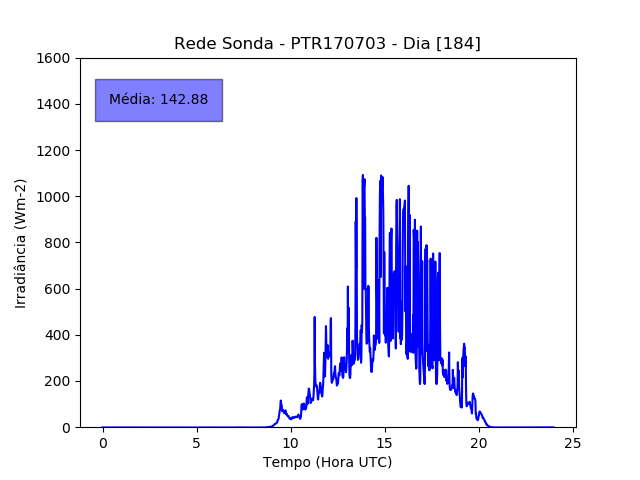 Rede Sonda - PTR170703 - Dia [184]
1600
1400
1200
1000
800
600
400
200
0
Irradiância (Wm-2)
Média: 142.88
0 5 10 15 20 25
Tempo (Hora UTC)